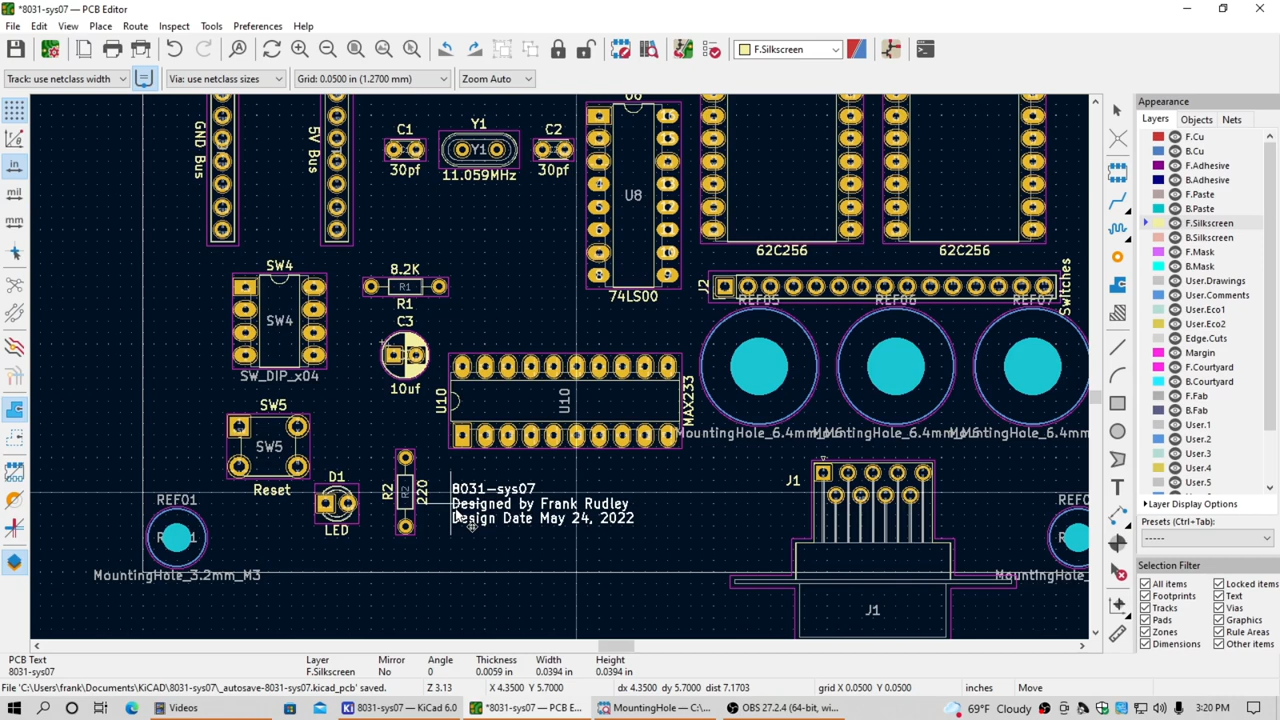 *8031-sys07 — PCB Editor
File Edit View Place Route Inspect Tools Preferences Help
F.Silkscreen
Track: use netclass width Via: use netclass sizes Grid: 0.0500 in (1.2700 mm) Zoom Auto
in
mil
mm
GND Bus
5V Bus
C1
30pf
Y1
Y1
11.059MHz
C2
30pf
U8
U8
74LS00
62C256
62C256
SW4
SW4
SW_DIP_x04
8.2K
R1
R1
C3
10uf
J2
Switches
REF05
REF06
REF07
U10
U10
MAX233
MountingHole_6.4mm_M6
SW5
SW5
Reset
D1
LED
R2
R2
220
8031-sys07
Designed by Frank Rudley
Design Date May 24, 2022
J1
J1
REF01
MountingHole_3.2mm_M3
Appearance
Layers Objects Nets
F.Cu
B.Cu
F.Adhesive
B.Adhesive
F.Paste
B.Paste
F.Silkscreen
B.Silkscreen
F.Mask
B.Mask
User.Drawings
User.Comments
User.Eco1
User.Eco2
Edge.Cuts
Margin
F.Courtyard
B.Courtyard
F.Fab
B.Fab
User.1
User.2
User.3
User.4
User.5
Layer Display Options
Presets (Ctrl+Tab):
-----
Selection Filter
All items Locked items
Footprints Text
Tracks Vias
Pads Graphics
Zones Rule Areas
Dimensions Other items
PCB Text Layer Mirror Angle Thickness Width Height
8031-sys07 F.Silkscreen No 0 0.0059 in 0.0394 in 0.0394 in
File 'C:\Users\frank\Documents\KiCAD\8031-sys07\_autosave-8031-sys07.kicad_pcb' saved. Z 3.13 X 4.3500 Y 5.7000 dx 4.3500 dy 5.7000 dist 7.1703 grid X 0.0500 Y 0.0500 inches Move
Videos 8031-sys07 — KiCad 6.0 *8031-sys07 — PCB E... MountingHole — C:\... OBS 27.2.4 (64-bit, wi... 69°F Cloudy 3:20 PM